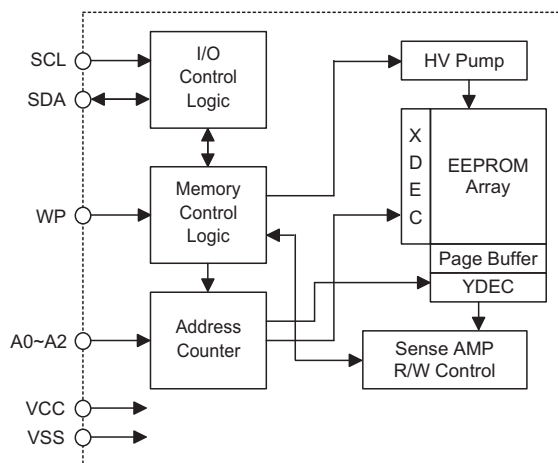 SCL
SDA
WP
A0~A2
VCC
VSS
I/O
Control
Logic
Memory
Control
Logic
Address
Counter
HV Pump
X
D
E
C
EEPROM
Array
Page Buffer
YDEC
Sense AMP
R/W Control